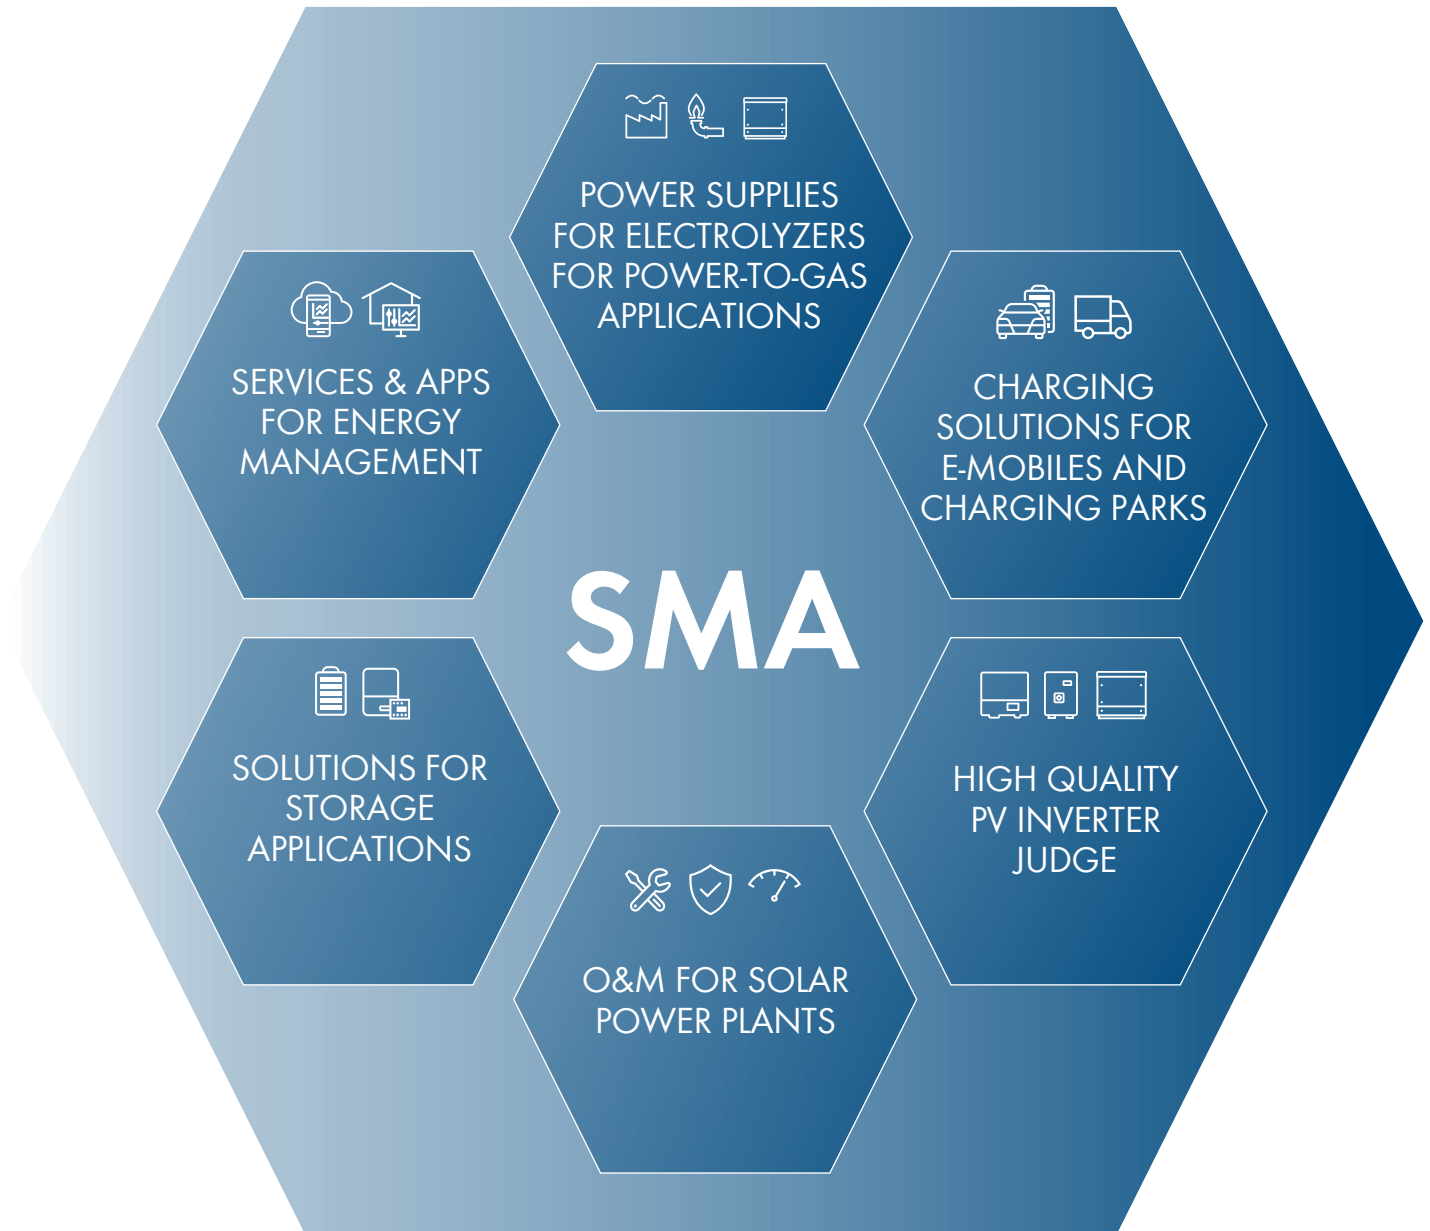 POWER SUPPLIES
FOR ELECTROLYZERS
FOR POWER-TO-GAS
APPLICATIONS
SERVICES & APPS
FOR ENERGY
MANAGEMENT
CHARGING
SOLUTIONS FOR
E-MOBILES AND
CHARGING PARKS
SMA
SOLUTIONS FOR
STORAGE
APPLICATIONS
HIGH QUALITY
PV INVERTER
JUDGE
O&M FOR SOLAR
POWER PLANTS